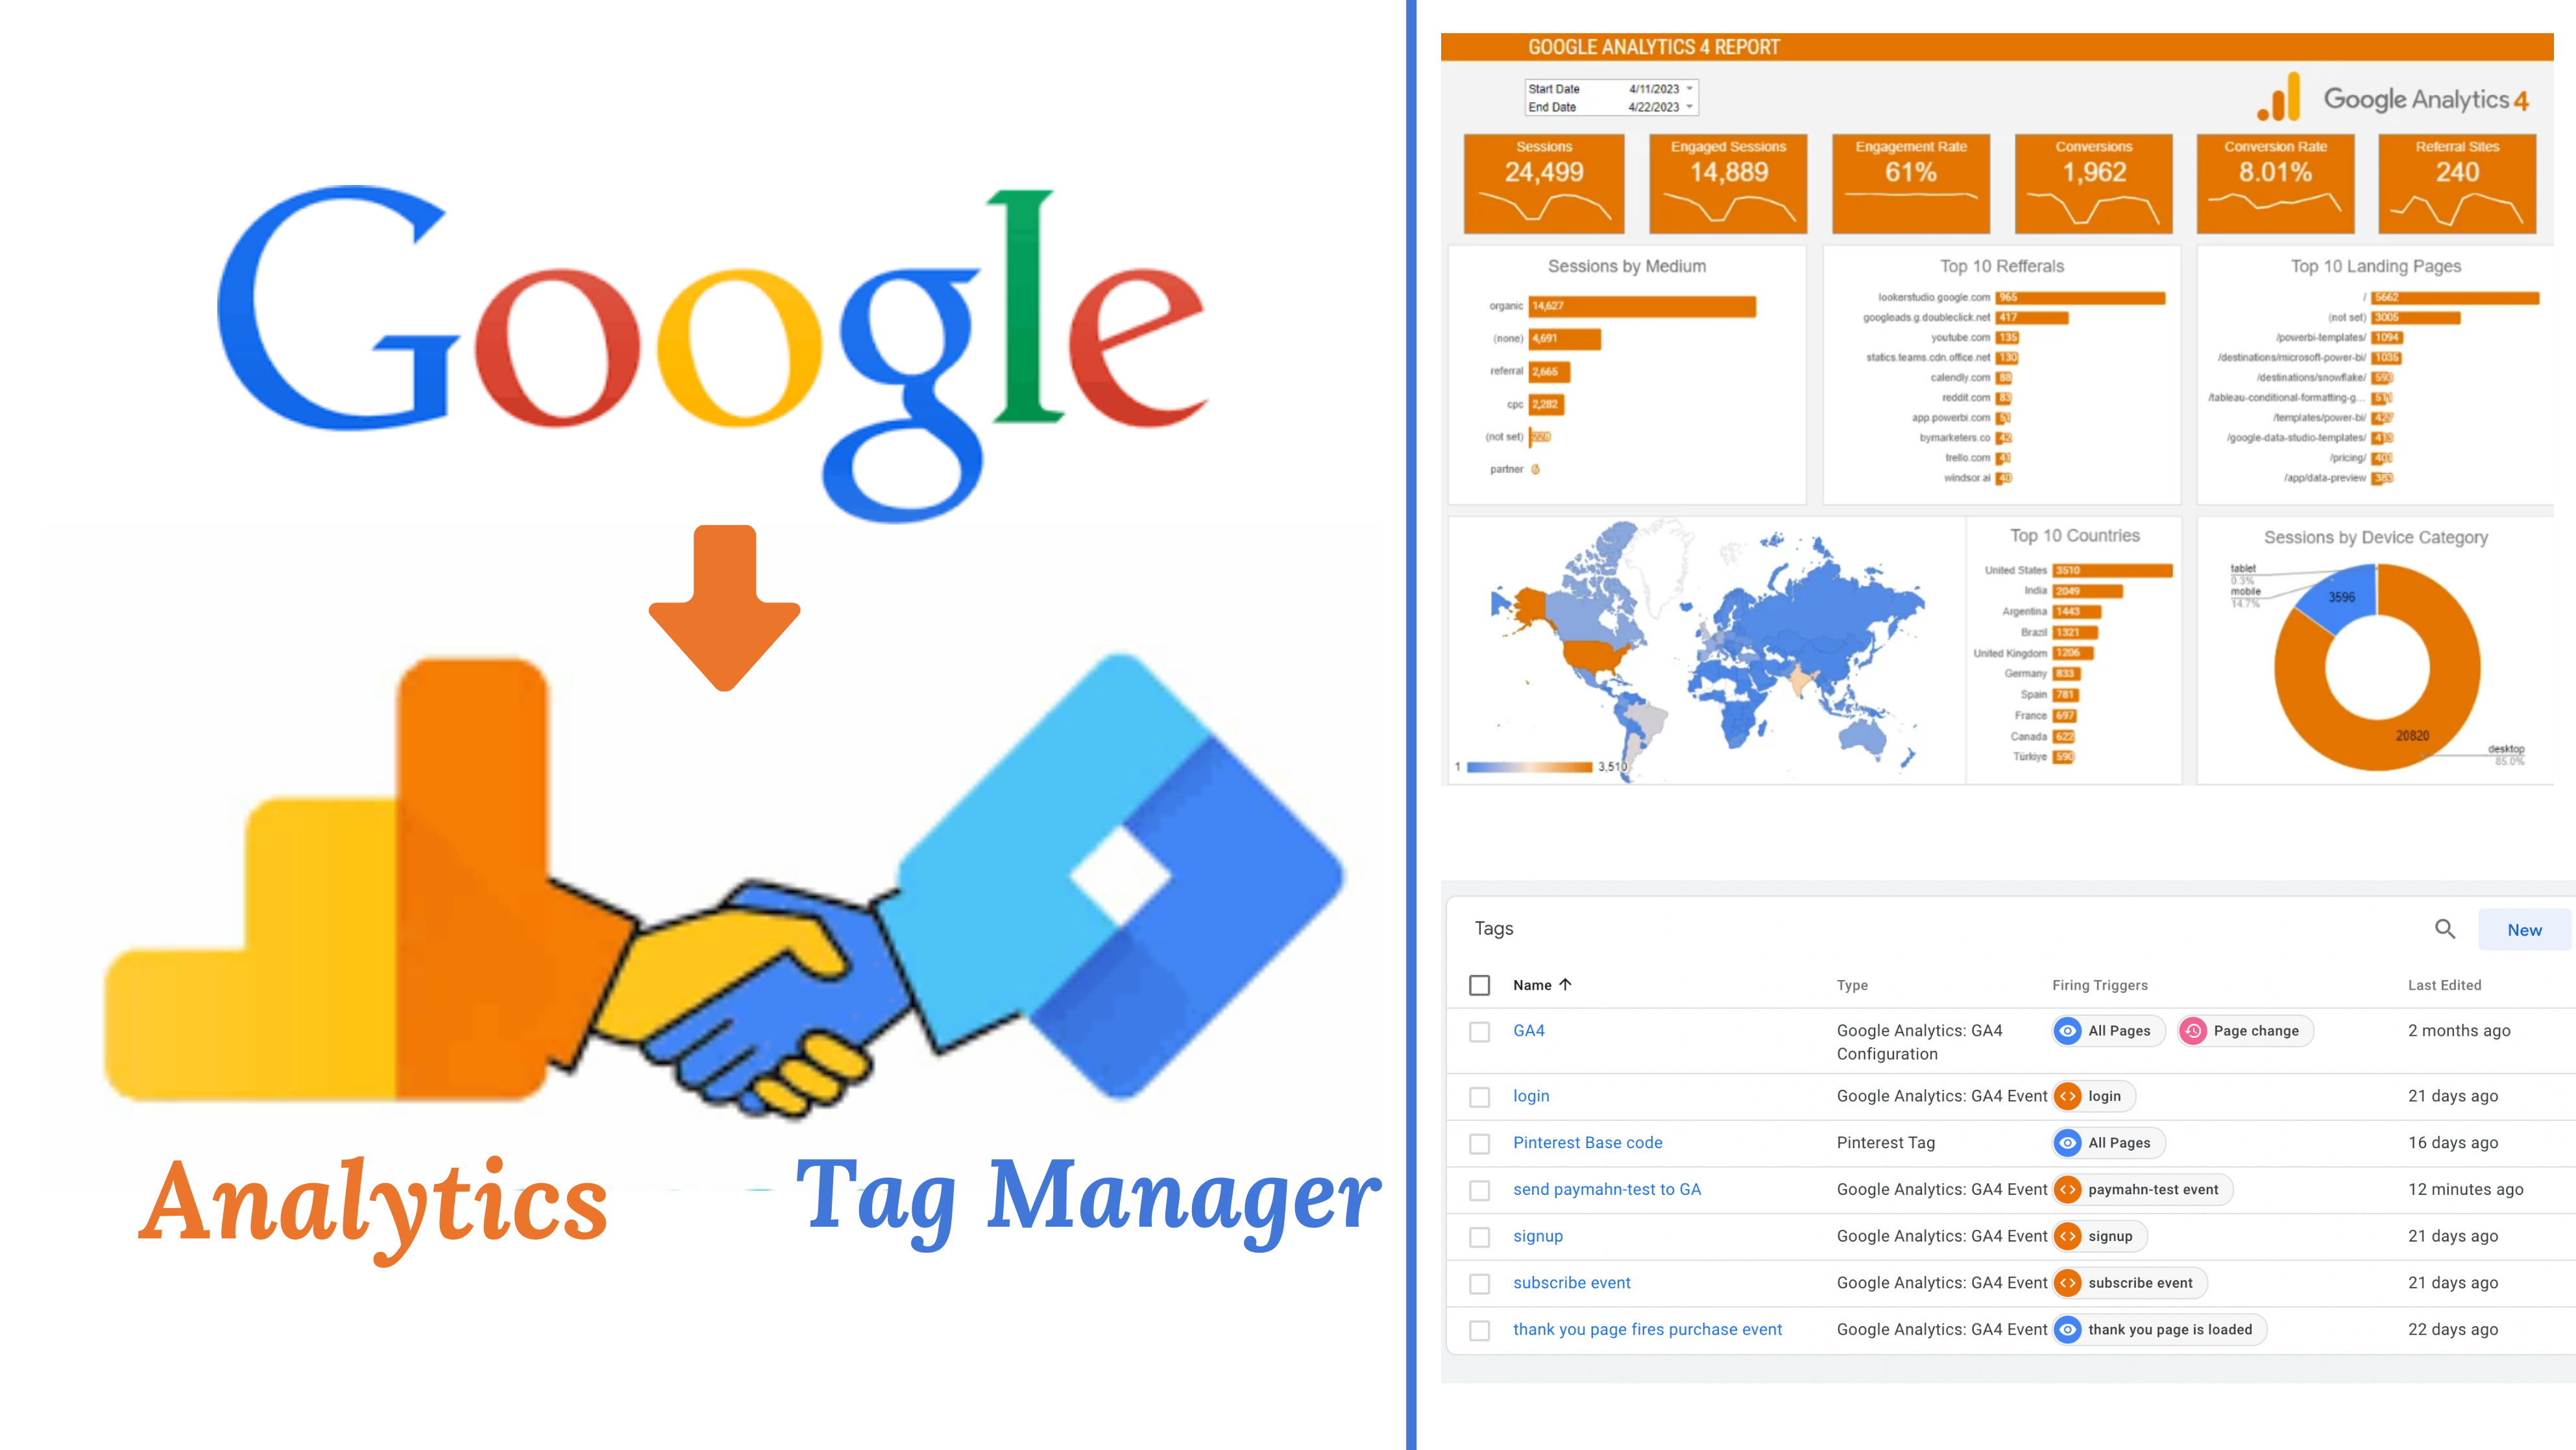 Google
Analytics
Tag Manager
GOOGLE ANALYTICS 4 REPORT
Start Date 4/11/2023
End Date 4/22/2023
Google Analytics 4
Sessions
24,499
Engaged Sessions
14,889
Engagement Rate
61%
Conversions
1,962
Conversion Rate
8.01%
Referral Sites
240
Sessions by Medium
organic 14,627
(none) 4,691
referral 2,665
cpc 2,282
(not set)
partner
Top 10 Refferals
lookerstudio.google.com 965
googleads.g.doubleclick.net 417
youtube.com 135
statics.teams.cdn.office.net 130
calendly.com 88
reddit.com 83
app.powerbi.com 51
bymarketers.co 42
trello.com 41
windsor.ai 40
Top 10 Landing Pages
/ 5662
(not set) 3005
/powerbi-templates/ 1094
/destinations/microsoft-power-bi/ 1035
/destinations/snowflake/ 593
/tableau-conditional-formatting-g... 511
/templates/power-bi/ 427
/google-data-studio-templates/ 413
/pricing/ 401
/app/data-preview 383
1 3,510
Top 10 Countries
United States 3510
India 2049
Argentina 1443
Brazil 1321
United Kingdom 1206
Germany 833
Spain 781
France 697
Canada 622
Türkiye 590
Sessions by Device Category
tablet
0.3%
mobile
14.7%
3596
20820
desktop
85.0%
Tags
New
Name Type Firing Triggers Last Edited
GA4 Google Analytics: GA4 Configuration All Pages Page change 2 months ago
login Google Analytics: GA4 Event login 21 days ago
Pinterest Base code Pinterest Tag All Pages 16 days ago
send paymahn-test to GA Google Analytics: GA4 Event paymahn-test event 12 minutes ago
signup Google Analytics: GA4 Event signup 21 days ago
subscribe event Google Analytics: GA4 Event subscribe event 21 days ago
thank you page fires purchase event Google Analytics: GA4 Event thank you page is loaded 22 days ago